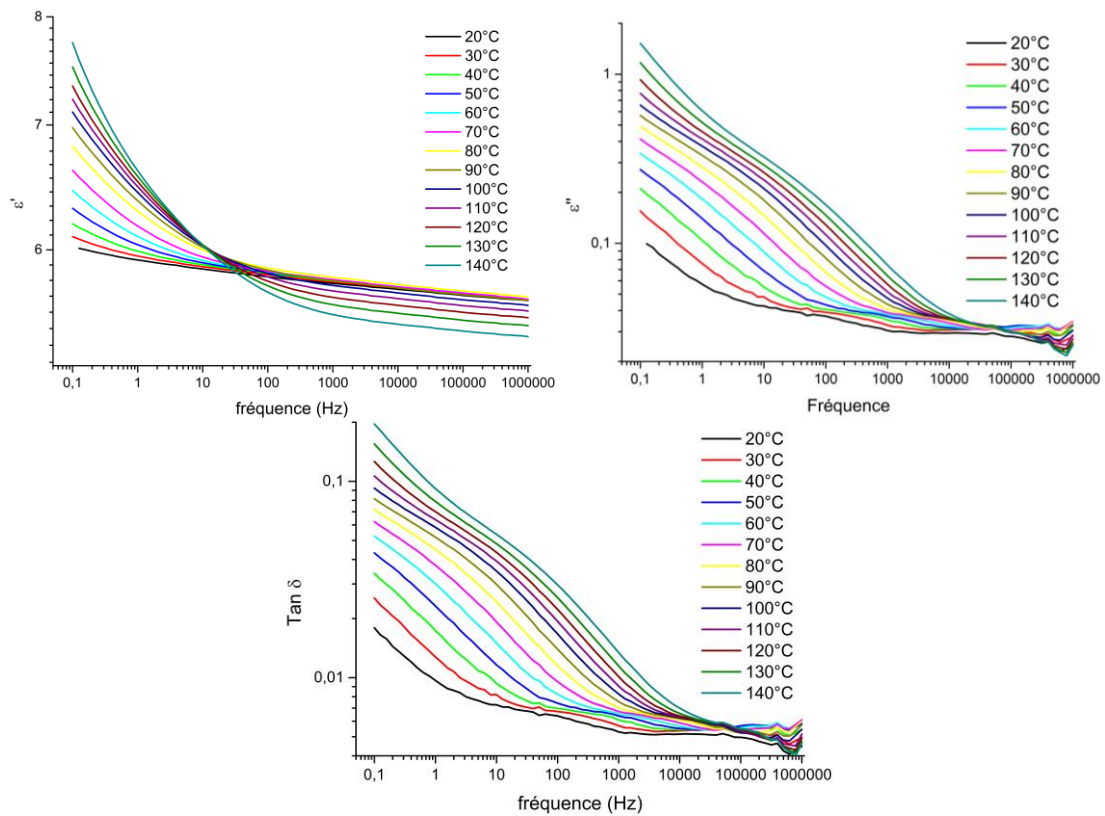 8
7
6
ε'
0,1
1
10
100
1000
10000
100000
1000000
fréquence (Hz)
20°C
30°C
40°C
50°C
60°C
70°C
80°C
90°C
100°C
110°C
120°C
130°C
140°C
1
0,1
ε"
0,1
1
10
100
1000
10000
100000
1000000
Fréquence
20°C
30°C
40°C
50°C
60°C
70°C
80°C
90°C
100°C
110°C
120°C
130°C
140°C
0,1
0,01
Tan δ
0,1
1
10
100
1000
10000
100000
1000000
fréquence (Hz)
20°C
30°C
40°C
50°C
60°C
70°C
80°C
90°C
100°C
110°C
120°C
130°C
140°C